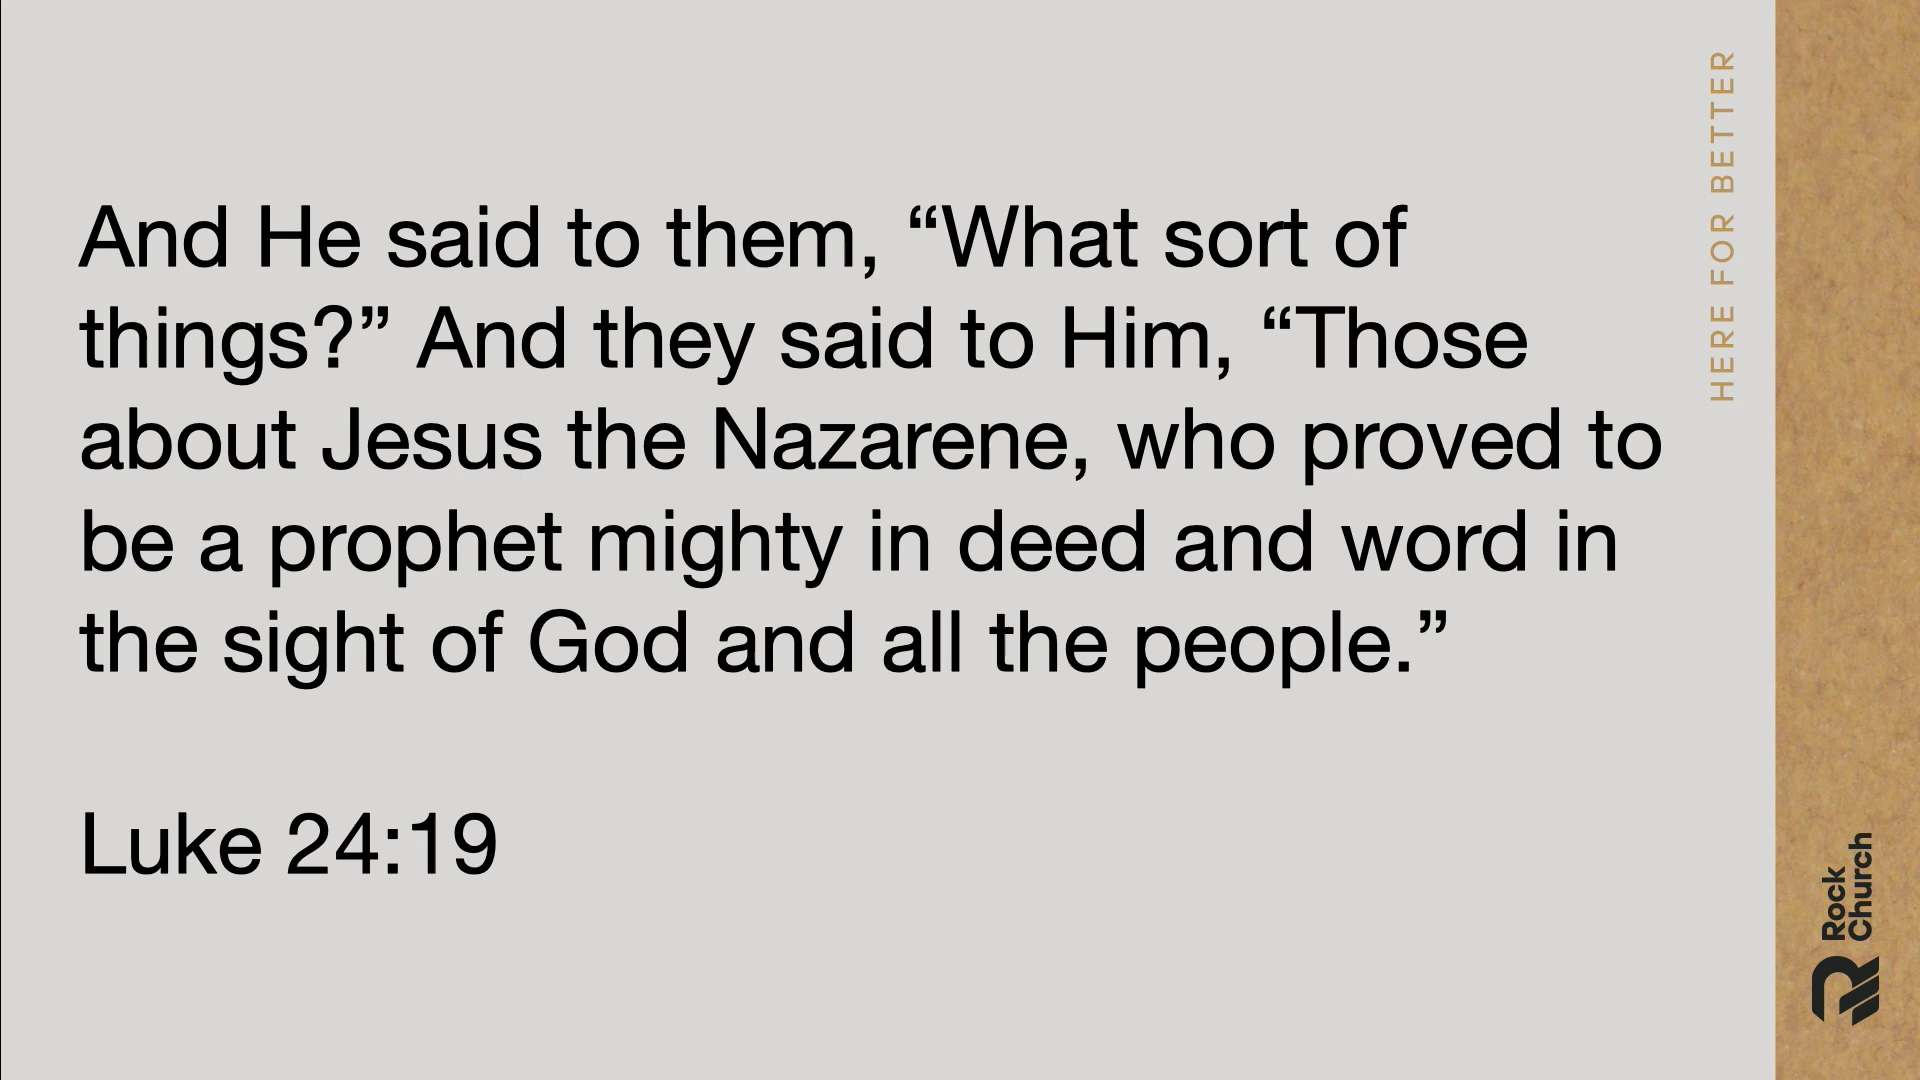 And He said to them, “What sort of
things?” And they said to Him, “Those
about Jesus the Nazarene, who proved to
be a prophet mighty in deed and word in
the sight of God and all the people.”
Luke 24:19
HERE FOR BETTER
Rock
Church